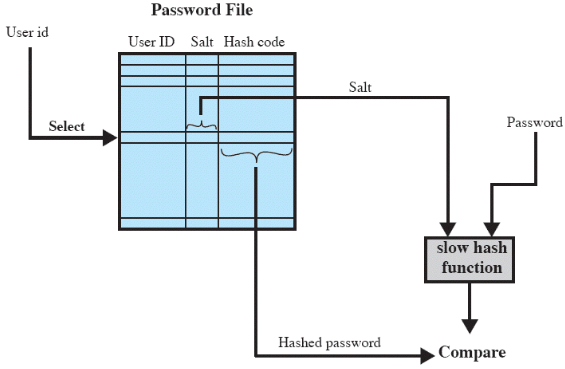 Password File
User id
User ID Salt Hash code
Salt
Select
Password
slow hash
function
Hashed password
Compare